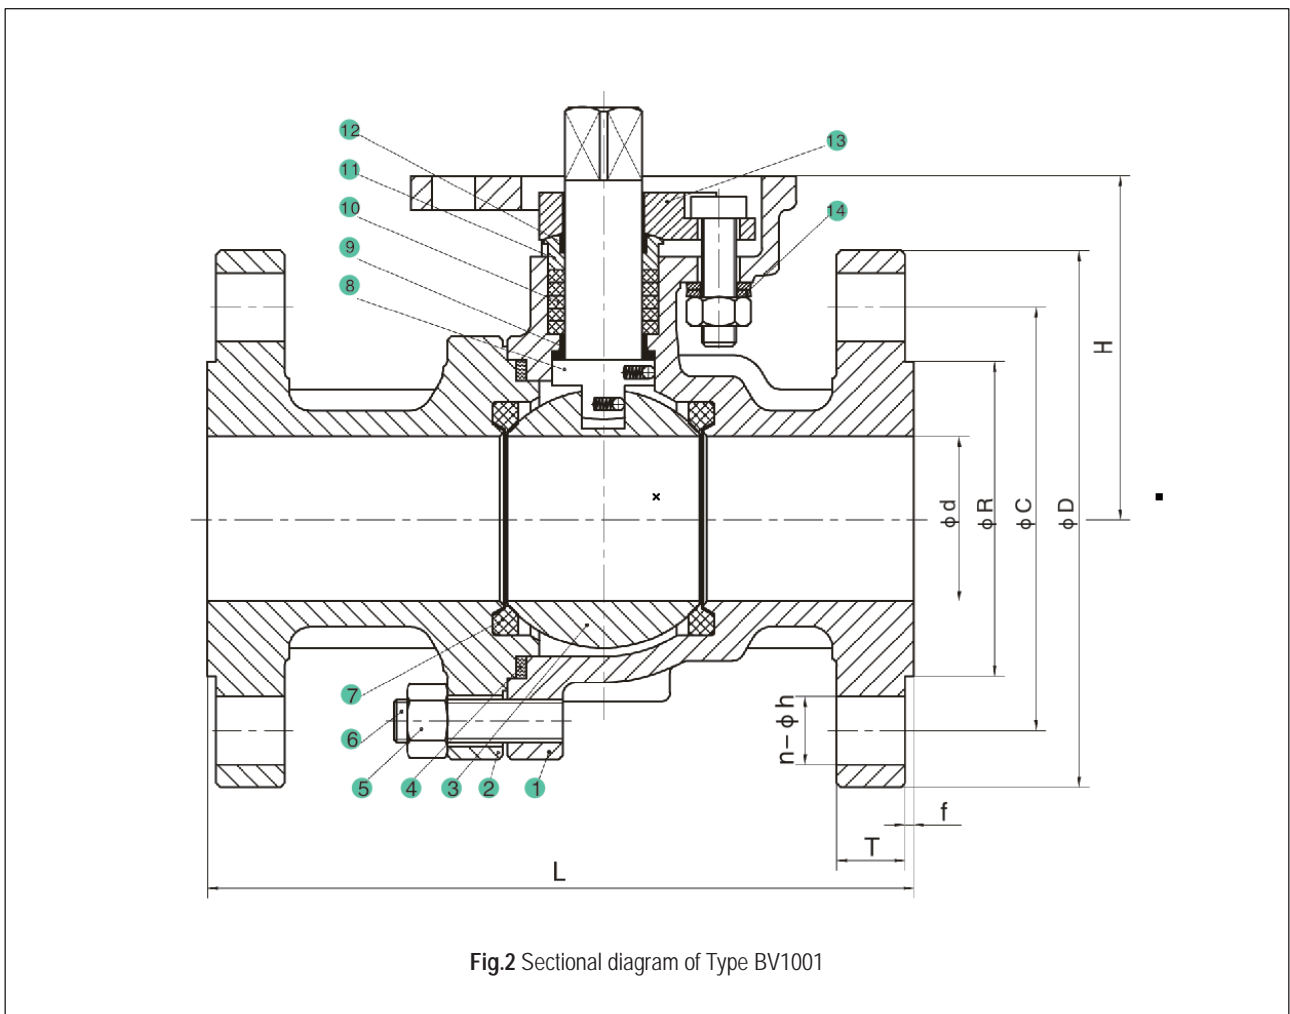 12
11
10
9
8
13
14
H
φd
φR
φC
φD
n-φh
7
6
5
4
3
2
1
f
T
L
Fig.2 Sectional diagram of Type BV1001